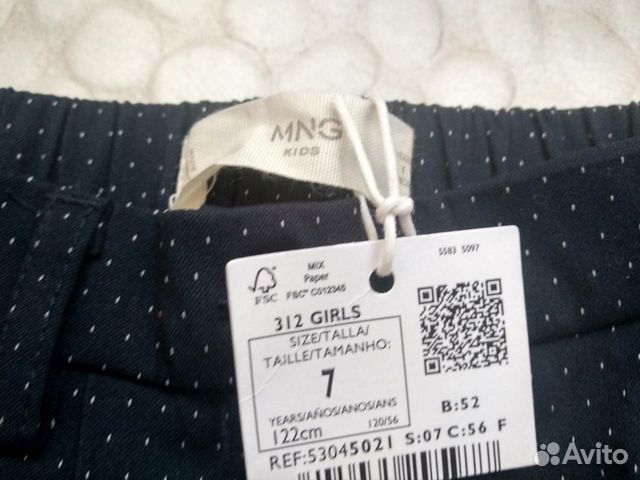 MNG
KIDS
FSC
MIX
Paper
FSC® C012345
5583 5097
312 GIRLS
SIZE/TALLA/
TAILLE/TAMANHO:
7
YEARS/AÑOS/ANOS/ANS
122cm
120/56
B:52
REF:53045021 S:07 C:56 F
Avito